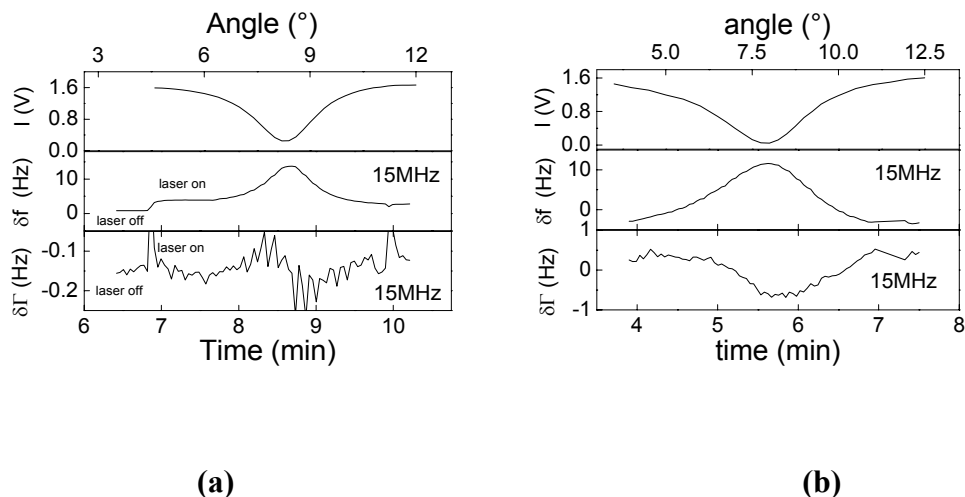 Angle (°)
3 6 9 12
1.6
0.8
0.0
I (V)
10
0
δf (Hz)
15MHz
laser on
laser off
-0.1
-0.2
δΓ (Hz)
laser on
laser off
15MHz
6 7 8 9 10
Time (min)
(a)
angle (°)
5.0 7.5 10.0 12.5
1.6
0.8
0.0
I (V)
10
0
δf (Hz)
15MHz
1
0
-1
δΓ (Hz)
15MHz
4 5 6 7 8
time (min)
(b)